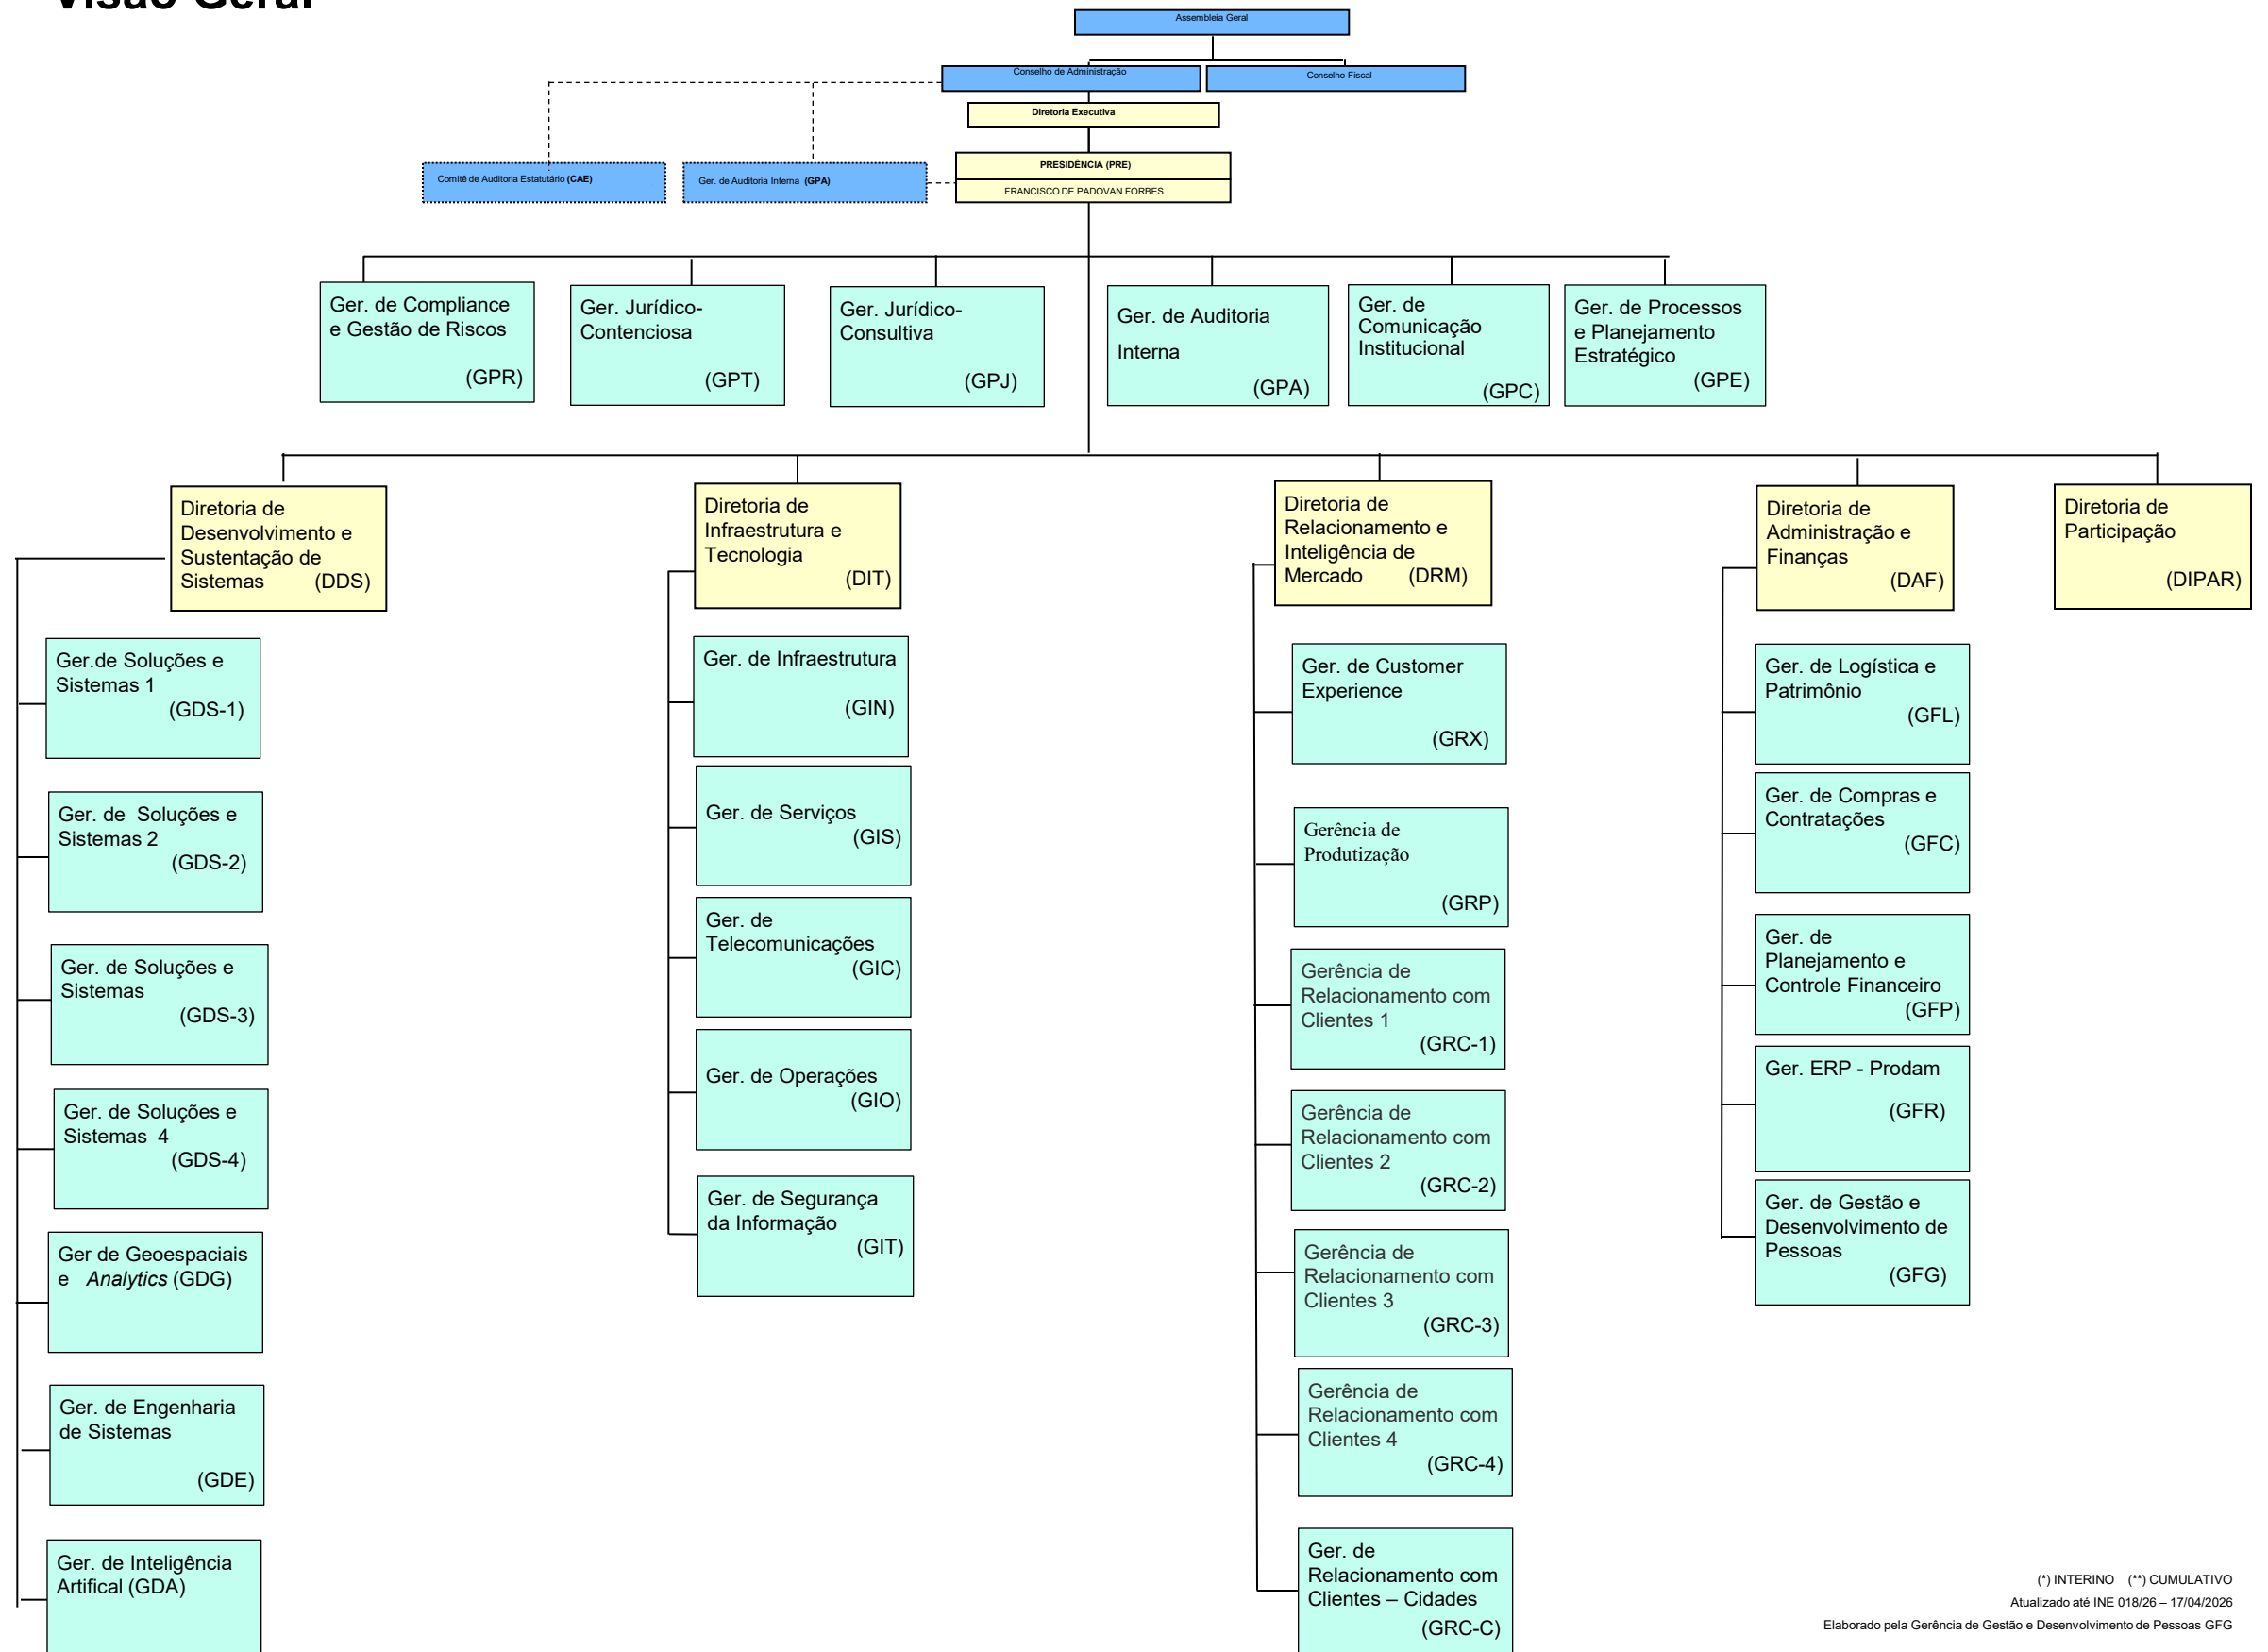 Visão Geral
Assembleia Geral
Conselho de Administração
Conselho Fiscal
Diretoria Executiva
PRESIDÊNCIA (PRE)
FRANCISCO DE PADOVAN FORBES
Comitê de Auditoria Estatutário (CAE)
Ger. de Auditoria Interna (GPA)
Ger. de Compliance
e Gestão de Riscos
(GPR)
Ger. Jurídico-
Contenciosa
(GPT)
Ger. Jurídico-
Consultiva
(GPJ)
Ger. de Auditoria
Interna
(GPA)
Ger. de
Comunicação
Institucional
(GPC)
Ger. de Processos
e Planejamento
Estratégico
(GPE)
Diretoria de
Desenvolvimento e
Sustentação de
Sistemas (DDS)
Ger.de Soluções e
Sistemas 1
(GDS-1)
Ger. de Soluções e
Sistemas 2
(GDS-2)
Ger. de Soluções e
Sistemas
(GDS-3)
Ger. de Soluções e
Sistemas 4
(GDS-4)
Ger de Geoespaciais
e Analytics (GDG)
Ger. de Engenharia
de Sistemas
(GDE)
Ger. de Inteligência
Artifical (GDA)
Diretoria de
Infraestrutura e
Tecnologia
(DIT)
Ger. de Infraestrutura
(GIN)
Ger. de Serviços
(GIS)
Ger. de
Telecomunicações
(GIC)
Ger. de Operações
(GIO)
Ger. de Segurança
da Informação
(GIT)
Diretoria de
Relacionamento e
Inteligência de
Mercado (DRM)
Ger. de Customer
Experience
(GRX)
Gerência de
Produtização
(GRP)
Gerência de
Relacionamento com
Clientes 1
(GRC-1)
Gerência de
Relacionamento com
Clientes 2
(GRC-2)
Gerência de
Relacionamento com
Clientes 3
(GRC-3)
Gerência de
Relacionamento com
Clientes 4
(GRC-4)
Ger. de
Relacionamento com
Clientes – Cidades
(GRC-C)
Diretoria de
Administração e
Finanças
(DAF)
Ger. de Logística e
Patrimônio
(GFL)
Ger. de Compras e
Contratações
(GFC)
Ger. de
Planejamento e
Controle Financeiro
(GFP)
Ger. ERP - Prodam
(GFR)
Ger. de Gestão e
Desenvolvimento de
Pessoas
(GFG)
Diretoria de
Participação
(DIPAR)
(*) INTERINO (**) CUMULATIVO
Atualizado até INE 018/26 – 17/04/2026
Elaborado pela Gerência de Gestão e Desenvolvimento de Pessoas GFG